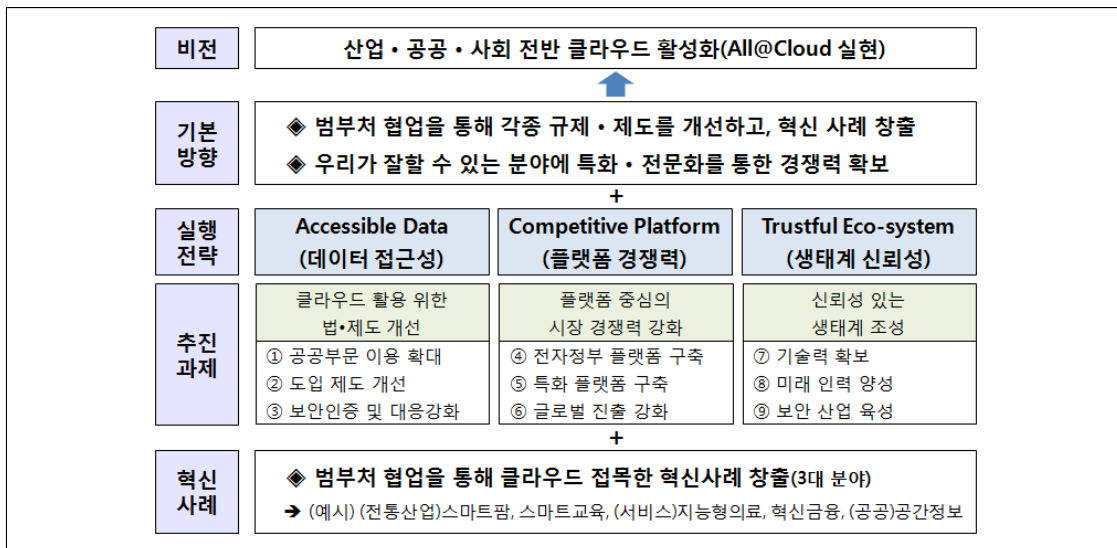 비전
산업 • 공공 • 사회 전반 클라우드 활성화(All@Cloud 실현)
기본
방향
◈ 범부처 협업을 통해 각종 규제 • 제도를 개선하고, 혁신 사례 창출
◈ 우리가 잘할 수 있는 분야에 특화 • 전문화를 통한 경쟁력 확보
+
실행
전략
Accessible Data
(데이터 접근성)
Competitive Platform
(플랫폼 경쟁력)
Trustful Eco-system
(생태계 신뢰성)
추진
과제
클라우드 활용 위한
법•제도 개선
① 공공부문 이용 확대
② 도입 제도 개선
③ 보안인증 및 대응강화
플랫폼 중심의
시장 경쟁력 강화
④ 전자정부 플랫폼 구축
⑤ 특화 플랫폼 구축
⑥ 글로벌 진출 강화
신뢰성 있는
생태계 조성
⑦ 기술력 확보
⑧ 미래 인력 양성
⑨ 보안 산업 육성
+
혁신
사례
◈ 범부처 협업을 통해 클라우드 접목한 혁신사례 창출(3대 분야)
➔ (예시) (전통산업)스마트팜, 스마트교육, (서비스)지능형의료, 혁신금융, (공공)공간정보